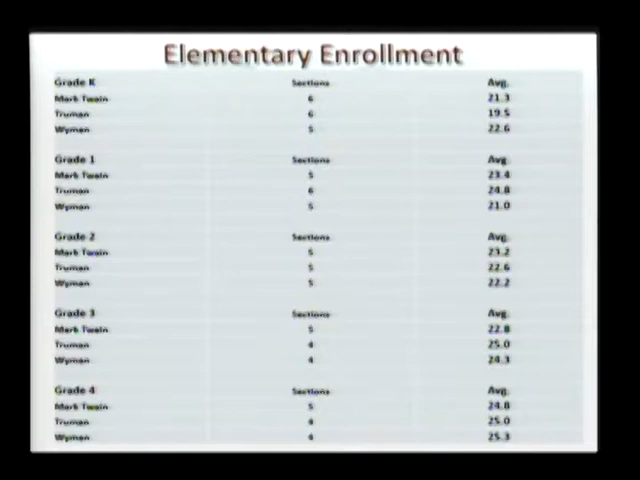 Elementary Enrollment
Grade K Sections Avg.
Mark Twain 6 21.3
Truman 6 19.5
Wyman 5 22.6
Grade 1 Sections Avg.
Mark Twain 5 23.4
Truman 6 24.8
Wyman 5 21.0
Grade 2 Sections Avg.
Mark Twain 5 23.2
Truman 5 22.6
Wyman 5 22.2
Grade 3 Sections Avg.
Mark Twain 5 22.8
Truman 4 25.0
Wyman 4 24.3
Grade 4 Sections Avg.
Mark Twain 5 24.8
Truman 4 25.0
Wyman 4 25.3